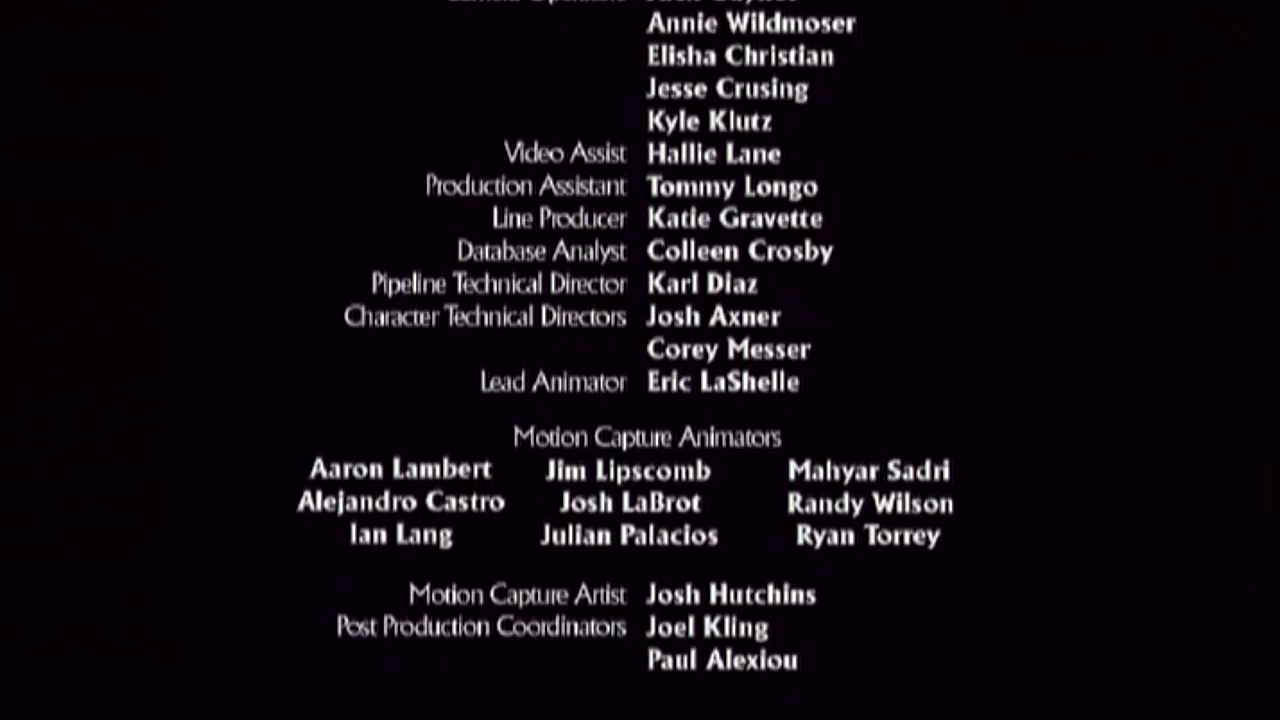 Annie Wildmoser
Elisha Christian
Jesse Crusing
Kyle Klutz
Video Assist Hallie Lane
Production Assistant Tommy Longo
Line Producer Katie Gravette
Database Analyst Colleen Crosby
Pipeline Technical Director Karl Diaz
Character Technical Directors Josh Axner
Corey Messer
Lead Animator Eric LaShelle
Motion Capture Animators
Aaron Lambert Jim Lipscomb Mahyar Sadri
Alejandro Castro Josh LaBrot Randy Wilson
Ian Lang Julian Palacios Ryan Torrey
Motion Capture Artist Josh Hutchins
Post Production Coordinators Joel Kling
Paul Alexiou